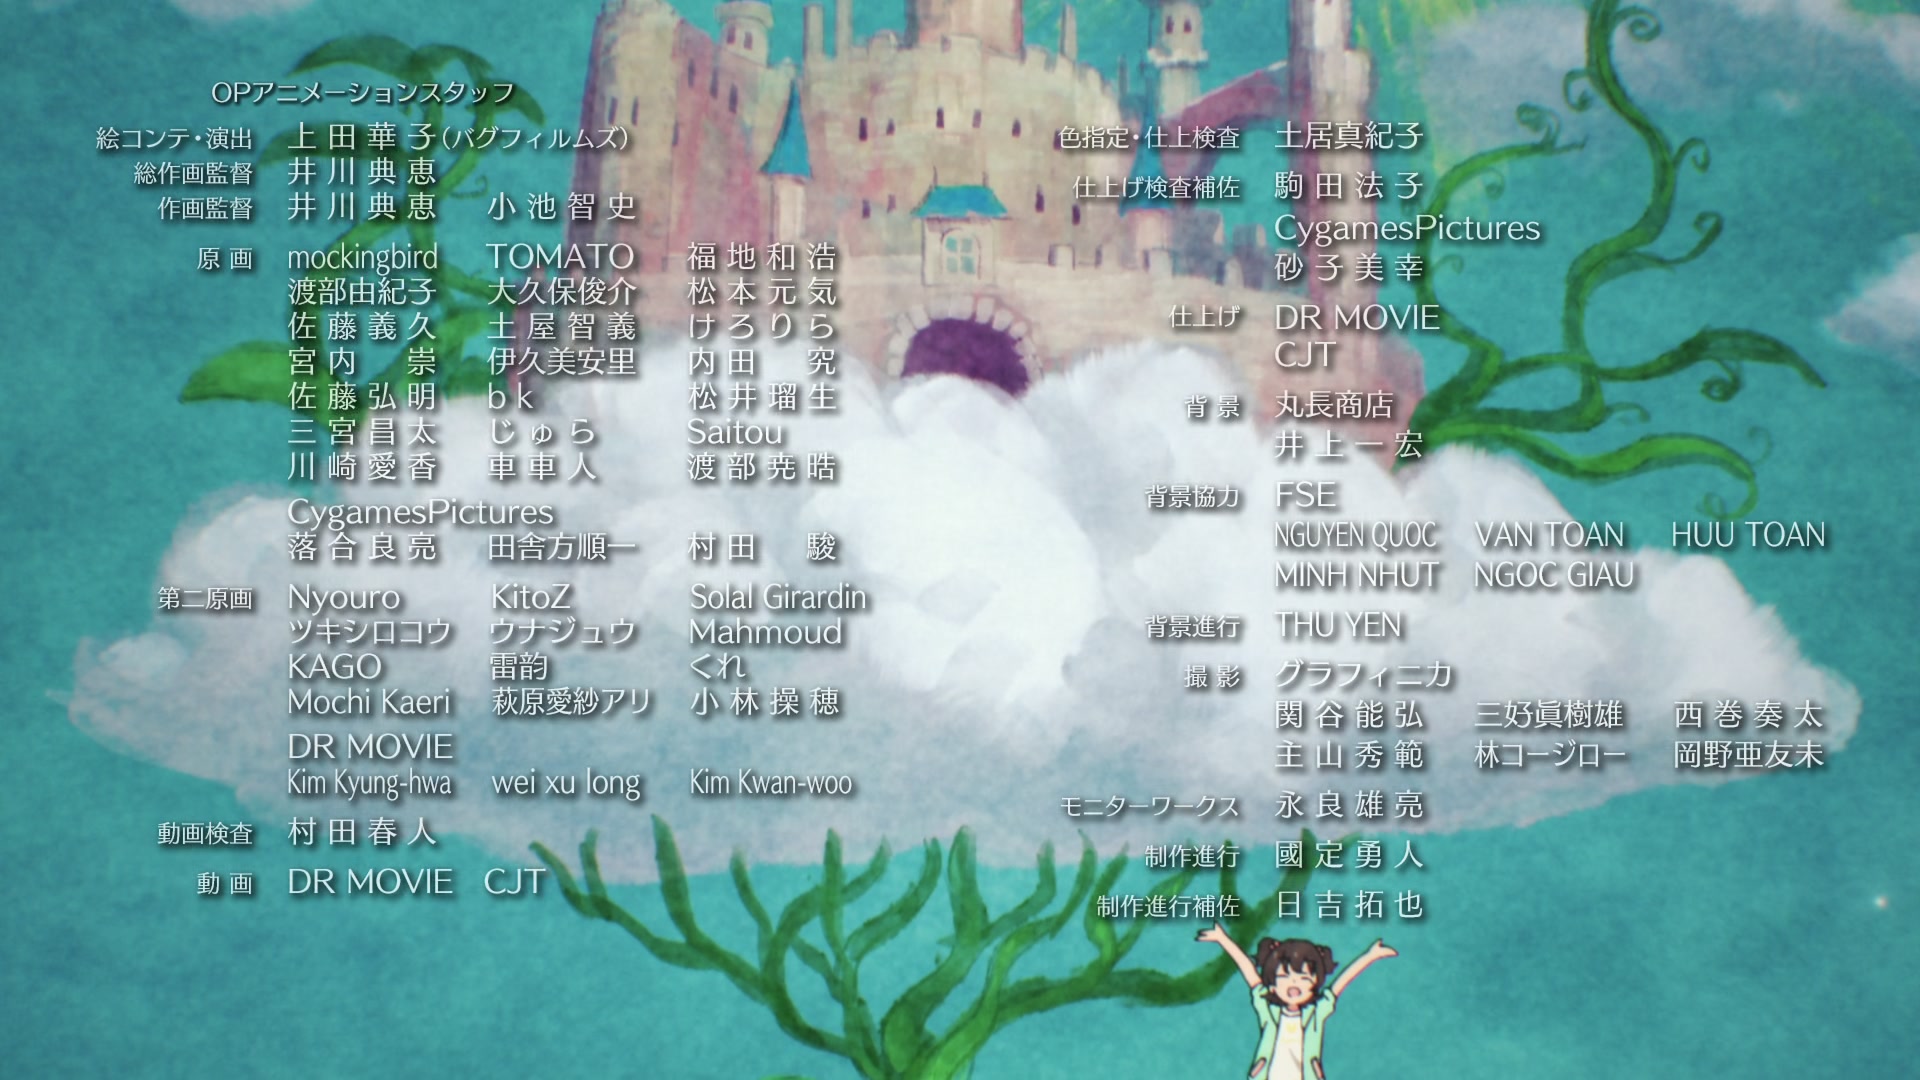 OPアニメーションスタッフ
絵コンテ・演出 上田華子(バグフィルムズ)
総作画監督 井川典恵
作画監督 井川典恵 小池智史
原画 mockingbird TOMATO 福地和浩
渡部由紀子 大久保俊介 松本元気
佐藤義久 土屋智義 けろりら
宮内崇 伊久美安里 内田究
佐藤弘明 bk 松井瑠生
三宮昌太 じゅら Saitou
川崎愛香 車車人 渡部尭晧
CygamesPictures
落合良亮 田舎方順一 村田駿
第二原画 Nyouro KitoZ Solal Girardin
ツキシロコウ ウナジュウ Mahmoud
KAGO 雷韵 くれ
Mochi Kaeri 萩原愛紗アリ 小林操穂
DR MOVIE
Kim Kyung-hwa wei xu long Kim Kwan-woo
動画検査 村田春人
動画 DR MOVIE CJT
色指定・仕上検査 土居真紀子
仕上げ検査補佐 駒田法子
CygamesPictures
砂子美幸
仕上げ DR MOVIE
CJT
背景 丸長商店
井上一宏
背景協力 FSE
NGUYEN QUOC VAN TOAN HUU TOAN
MINH NHUT NGOC GIAU
背景進行 THU YEN
撮影 グラフィニカ
関谷能弘 三好眞樹雄 西巻奏太
主山秀範 林コージロー 岡野亜友未
モニターワークス 永良雄亮
制作進行 國定勇人
制作進行補佐 日吉拓也